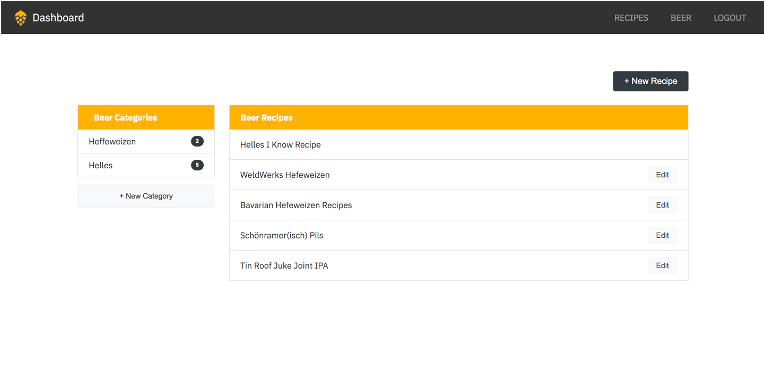 Dashboard RECIPES BEER LOGOUT
+ New Recipe
Beer Categories
Heffeweizen 2
Helles 5
+ New Category
Beer Recipes
Helles I Know Recipe
WeldWerks Hefeweizen Edit
Bavarian Hefeweizen Recipes Edit
Schönramer(isch) Pils Edit
Tin Roof Juke Joint IPA Edit